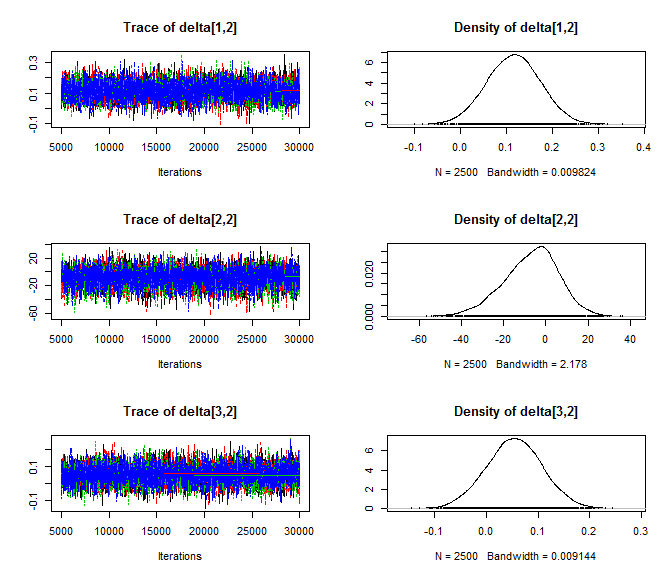 Trace of delta[1,2]
0.3
0.1
-0.1
5000 10000 15000 20000 25000 30000
Iterations
Density of delta[1,2]
6
4
2
0
-0.1 0.0 0.1 0.2 0.3 0.4
N = 2500 Bandwidth = 0.009824
Trace of delta[2,2]
20
-20
-60
5000 10000 15000 20000 25000 30000
Iterations
Density of delta[2,2]
0.020
0.000
-60 -40 -20 0 20 40
N = 2500 Bandwidth = 2.178
Trace of delta[3,2]
0.1
-0.1
5000 10000 15000 20000 25000 30000
Iterations
Density of delta[3,2]
6
4
2
0
-0.1 0.0 0.1 0.2 0.3
N = 2500 Bandwidth = 0.009144